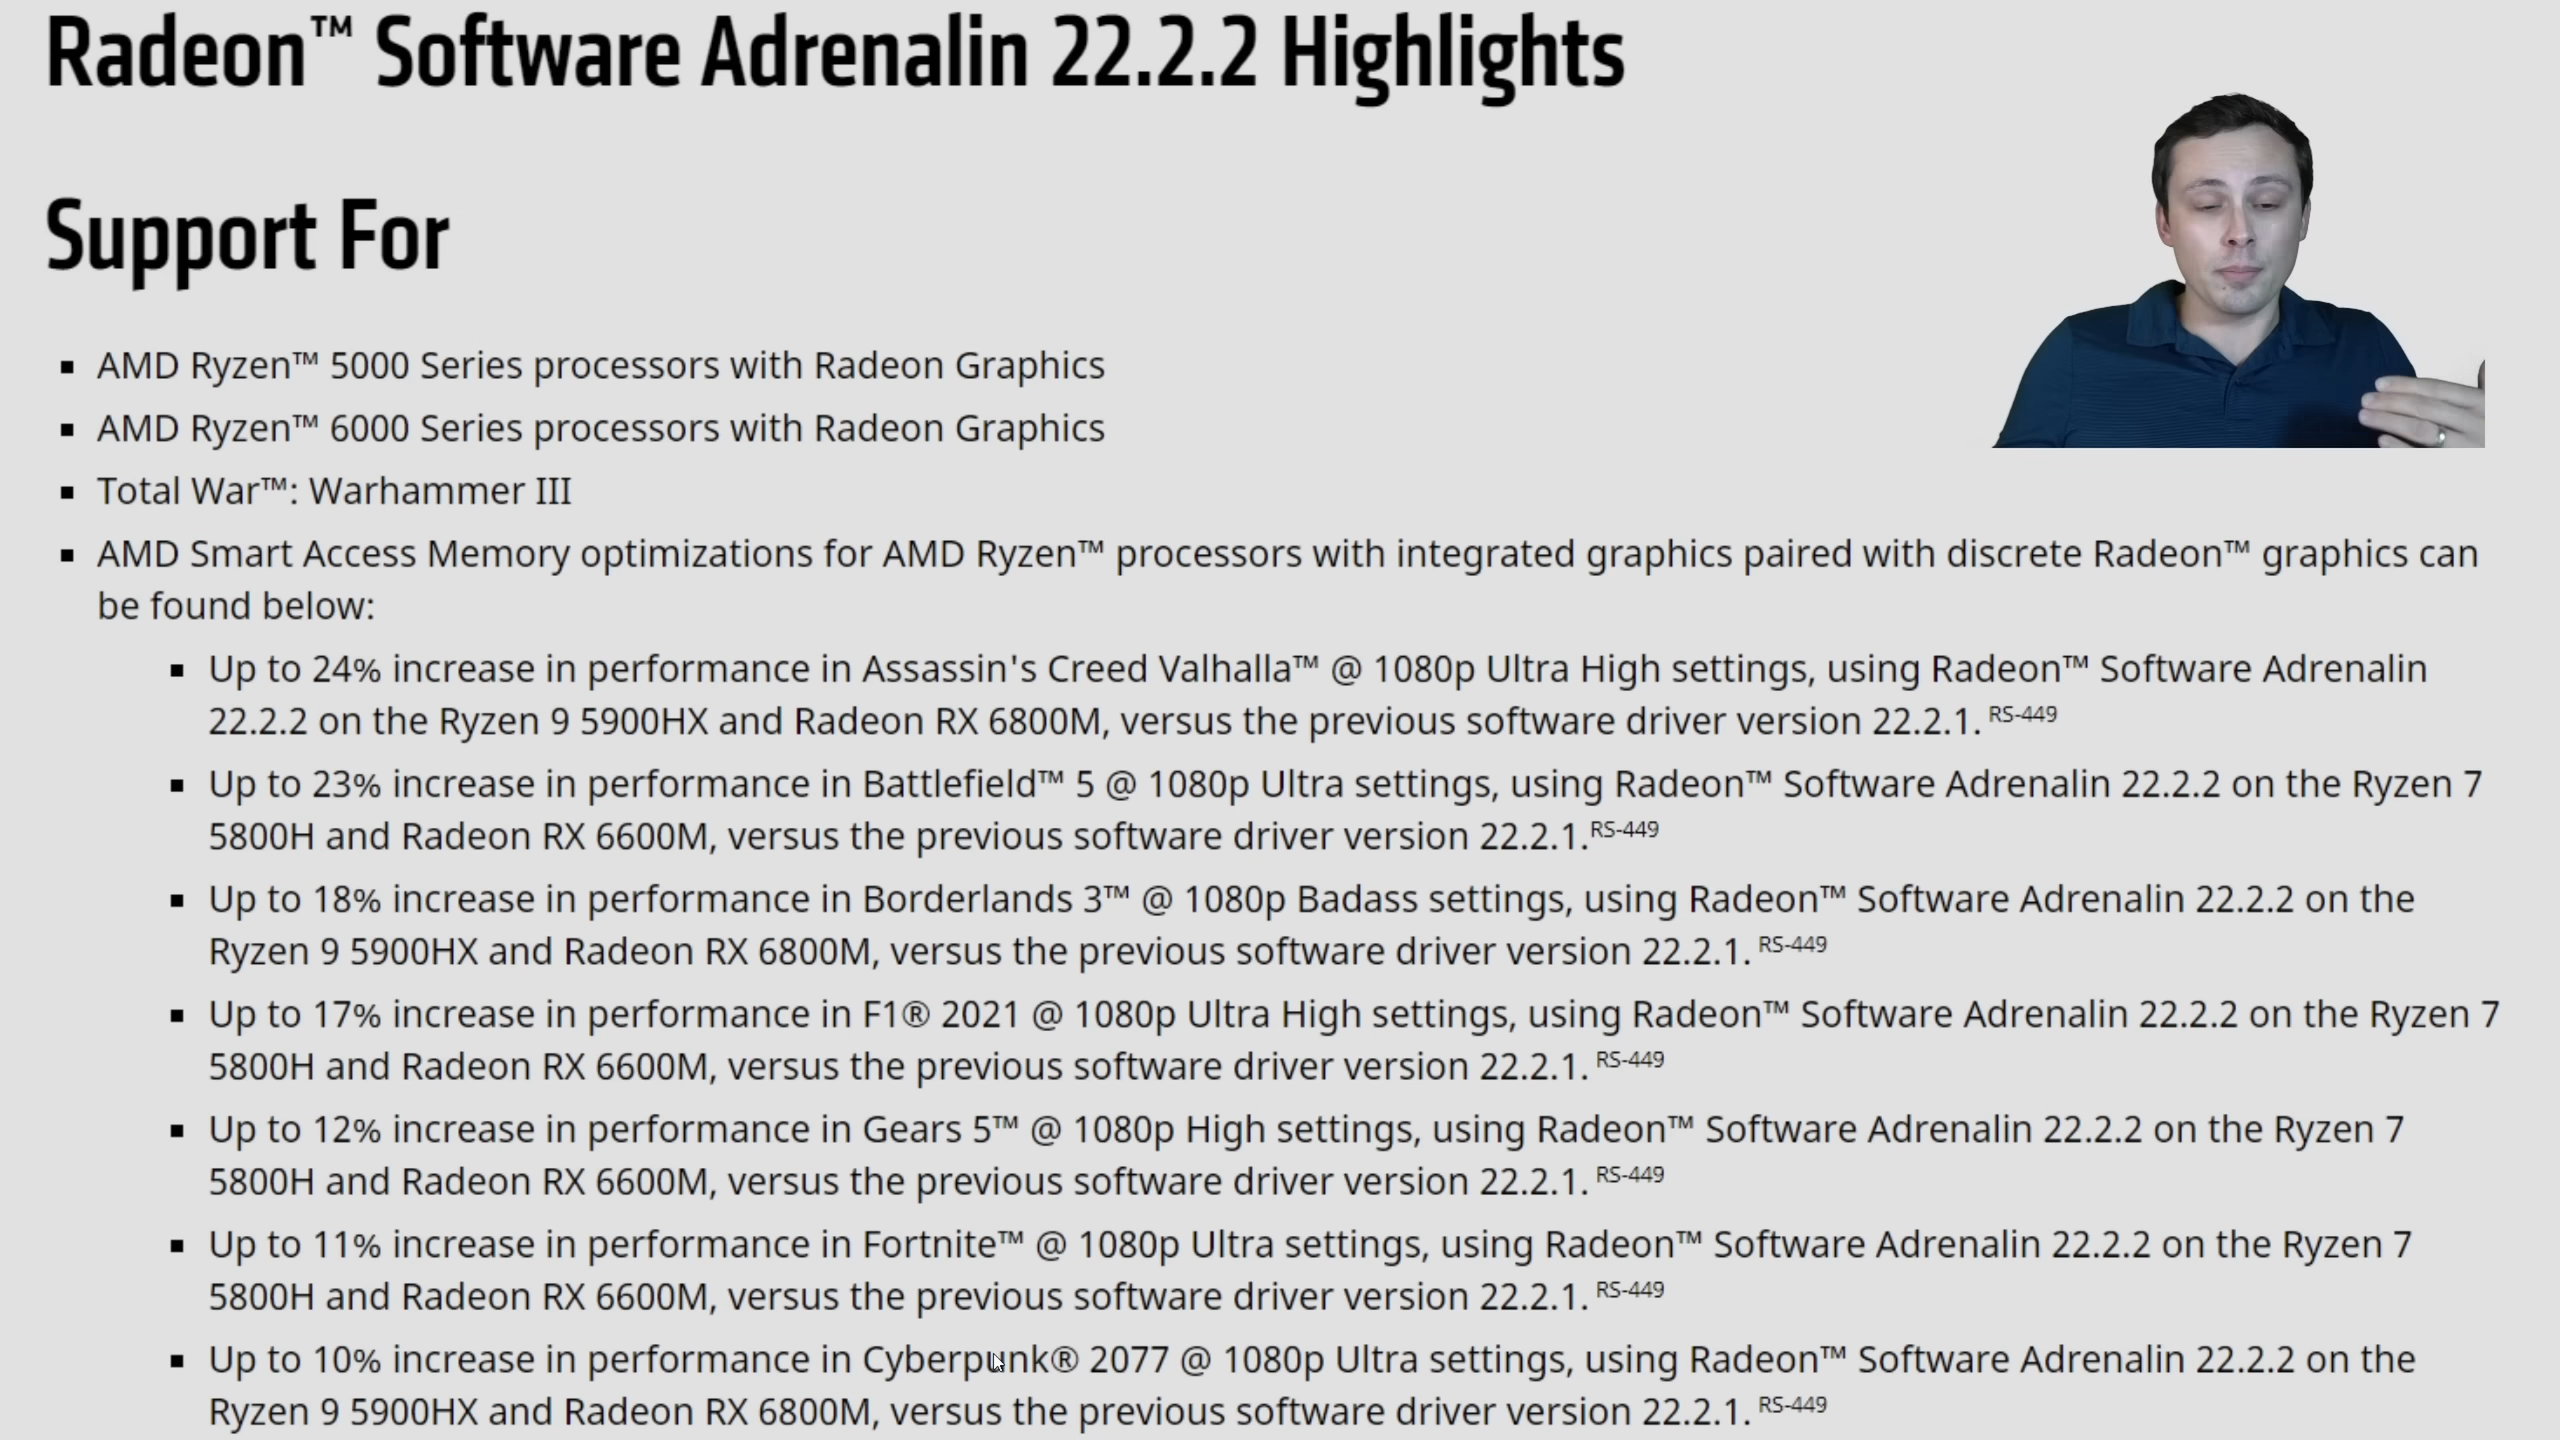 Radeon™ Software Adrenalin 22.2.2 Highlights
Support For
▪ AMD Ryzen™ 5000 Series processors with Radeon Graphics
▪ AMD Ryzen™ 6000 Series processors with Radeon Graphics
▪ Total War™: Warhammer III
▪ AMD Smart Access Memory optimizations for AMD Ryzen™ processors with integrated graphics paired with discrete Radeon™ graphics can
be found below:
▪ Up to 24% increase in performance in Assassin's Creed Valhalla™ @ 1080p Ultra High settings, using Radeon™ Software Adrenalin
22.2.2 on the Ryzen 9 5900HX and Radeon RX 6800M, versus the previous software driver version 22.2.1. RS-449
▪ Up to 23% increase in performance in Battlefield™ 5 @ 1080p Ultra settings, using Radeon™ Software Adrenalin 22.2.2 on the Ryzen 7
5800H and Radeon RX 6600M, versus the previous software driver version 22.2.1.RS-449
▪ Up to 18% increase in performance in Borderlands 3™ @ 1080p Badass settings, using Radeon™ Software Adrenalin 22.2.2 on the
Ryzen 9 5900HX and Radeon RX 6800M, versus the previous software driver version 22.2.1. RS-449
▪ Up to 17% increase in performance in F1® 2021 @ 1080p Ultra High settings, using Radeon™ Software Adrenalin 22.2.2 on the Ryzen 7
5800H and Radeon RX 6600M, versus the previous software driver version 22.2.1. RS-449
▪ Up to 12% increase in performance in Gears 5™ @ 1080p High settings, using Radeon™ Software Adrenalin 22.2.2 on the Ryzen 7
5800H and Radeon RX 6600M, versus the previous software driver version 22.2.1. RS-449
▪ Up to 11% increase in performance in Fortnite™ @ 1080p Ultra settings, using Radeon™ Software Adrenalin 22.2.2 on the Ryzen 7
5800H and Radeon RX 6600M, versus the previous software driver version 22.2.1. RS-449
▪ Up to 10% increase in performance in Cyberpunk® 2077 @ 1080p Ultra settings, using Radeon™ Software Adrenalin 22.2.2 on the
Ryzen 9 5900HX and Radeon RX 6800M, versus the previous software driver version 22.2.1. RS-449